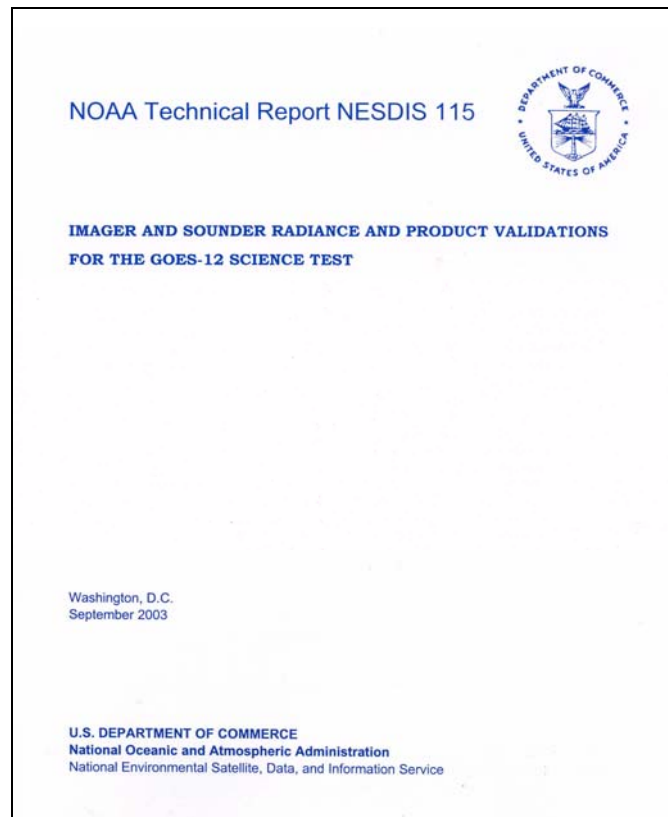 NOAA Technical Report NESDIS 115
DEPARTMENT OF COMMERCE
UNITED STATES OF AMERICA
IMAGER AND SOUNDER RADIANCE AND PRODUCT VALIDATIONS
FOR THE GOES-12 SCIENCE TEST
Washington, D.C.
September 2003
U.S. DEPARTMENT OF COMMERCE
National Oceanic and Atmospheric Administration
National Environmental Satellite, Data, and Information Service